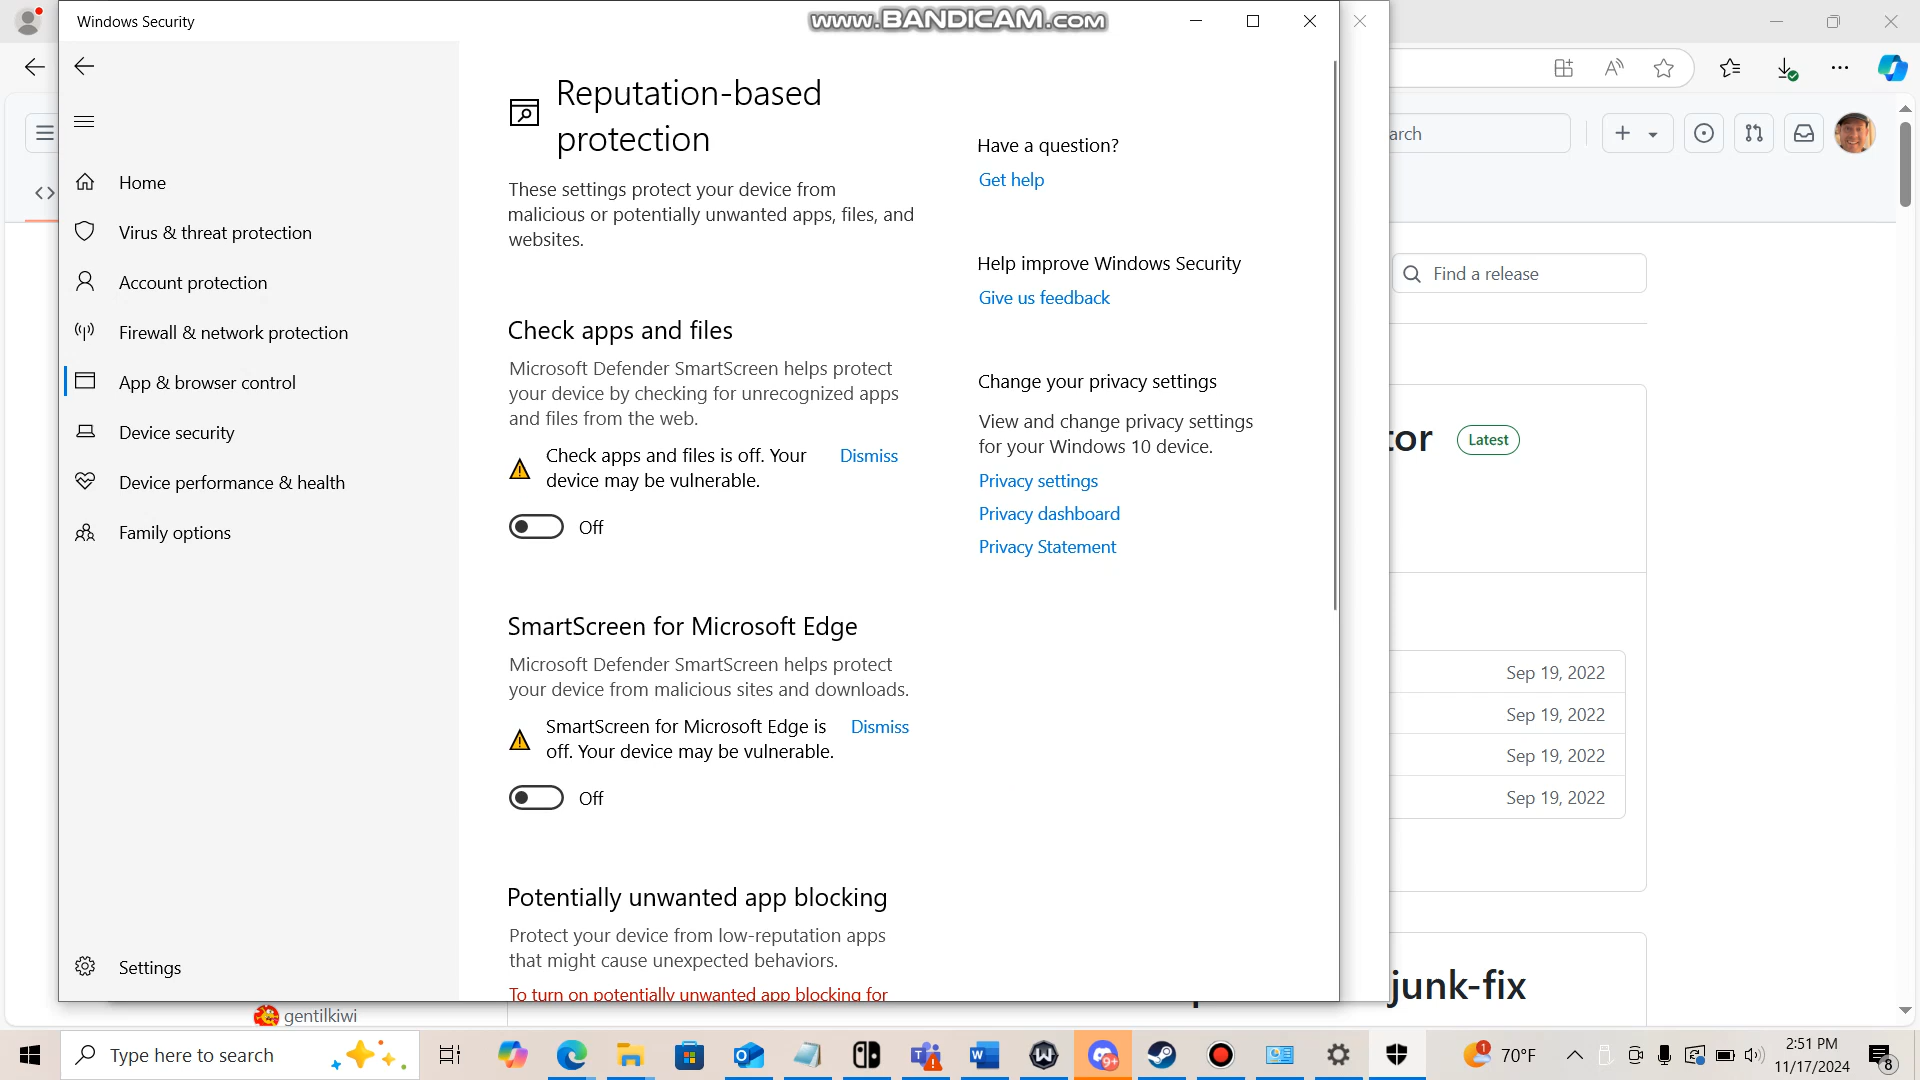 Windows Security
www.BANDICAM.com
Reputation-based
protection
These settings protect your device from
malicious or potentially unwanted apps, files, and
websites.
Home
Virus & threat protection
Account protection
Firewall & network protection
App & browser control
Device security
Device performance & health
Family options
Settings
Check apps and files
Microsoft Defender SmartScreen helps protect
your device by checking for unrecognized apps
and files from the web.
Check apps and files is off. Your Dismiss
device may be vulnerable.
Off
SmartScreen for Microsoft Edge
Microsoft Defender SmartScreen helps protect
your device from malicious sites and downloads.
SmartScreen for Microsoft Edge is Dismiss
off. Your device may be vulnerable.
Off
Potentially unwanted app blocking
Protect your device from low-reputation apps
that might cause unexpected behaviors.
To turn on potentially unwanted app blocking for
Have a question?
Get help
Help improve Windows Security
Give us feedback
Change your privacy settings
View and change privacy settings
for your Windows 10 device.
Privacy settings
Privacy dashboard
Privacy Statement
arch
Find a release
tor Latest
Sep 19, 2022
Sep 19, 2022
Sep 19, 2022
Sep 19, 2022
junk-fix
gentilkiwi
Type here to search
9+
1
70°F
2:51 PM
11/17/2024
8